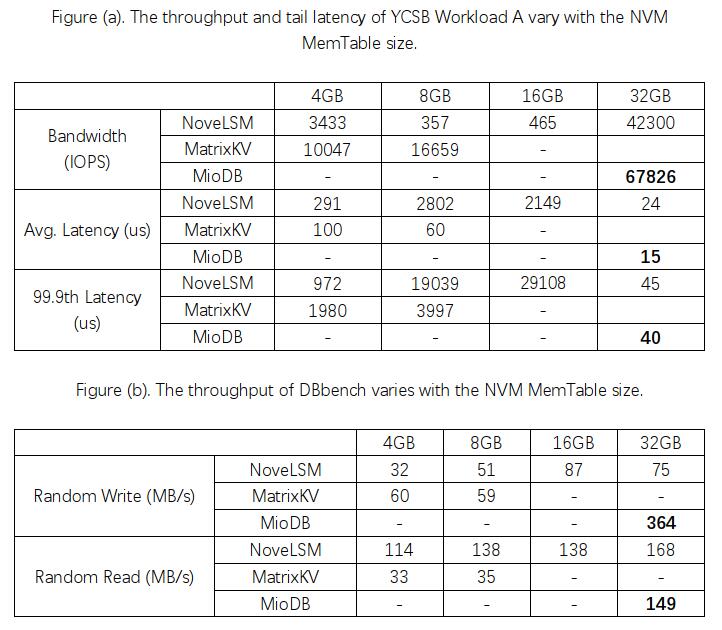 Figure (a). The throughput and tail latency of YCSB Workload A vary with the NVM
MemTable size.
4GB 8GB 16GB 32GB
Bandwidth (IOPS) NoveLSM 3433 357 465 42300
MatrixKV 10047 16659 -
MioDB - - - 67826
Avg. Latency (us) NoveLSM 291 2802 2149 24
MatrixKV 100 60 -
MioDB - - - 15
99.9th Latency (us) NoveLSM 972 19039 29108 45
MatrixKV 1980 3997 -
MioDB - - - 40
Figure (b). The throughput of DBbench varies with the NVM MemTable size.
4GB 8GB 16GB 32GB
Random Write (MB/s) NoveLSM 32 51 87 75
MatrixKV 60 59 - -
MioDB - - - 364
Random Read (MB/s) NoveLSM 114 138 138 168
MatrixKV 33 35 - -
MioDB - - - 149